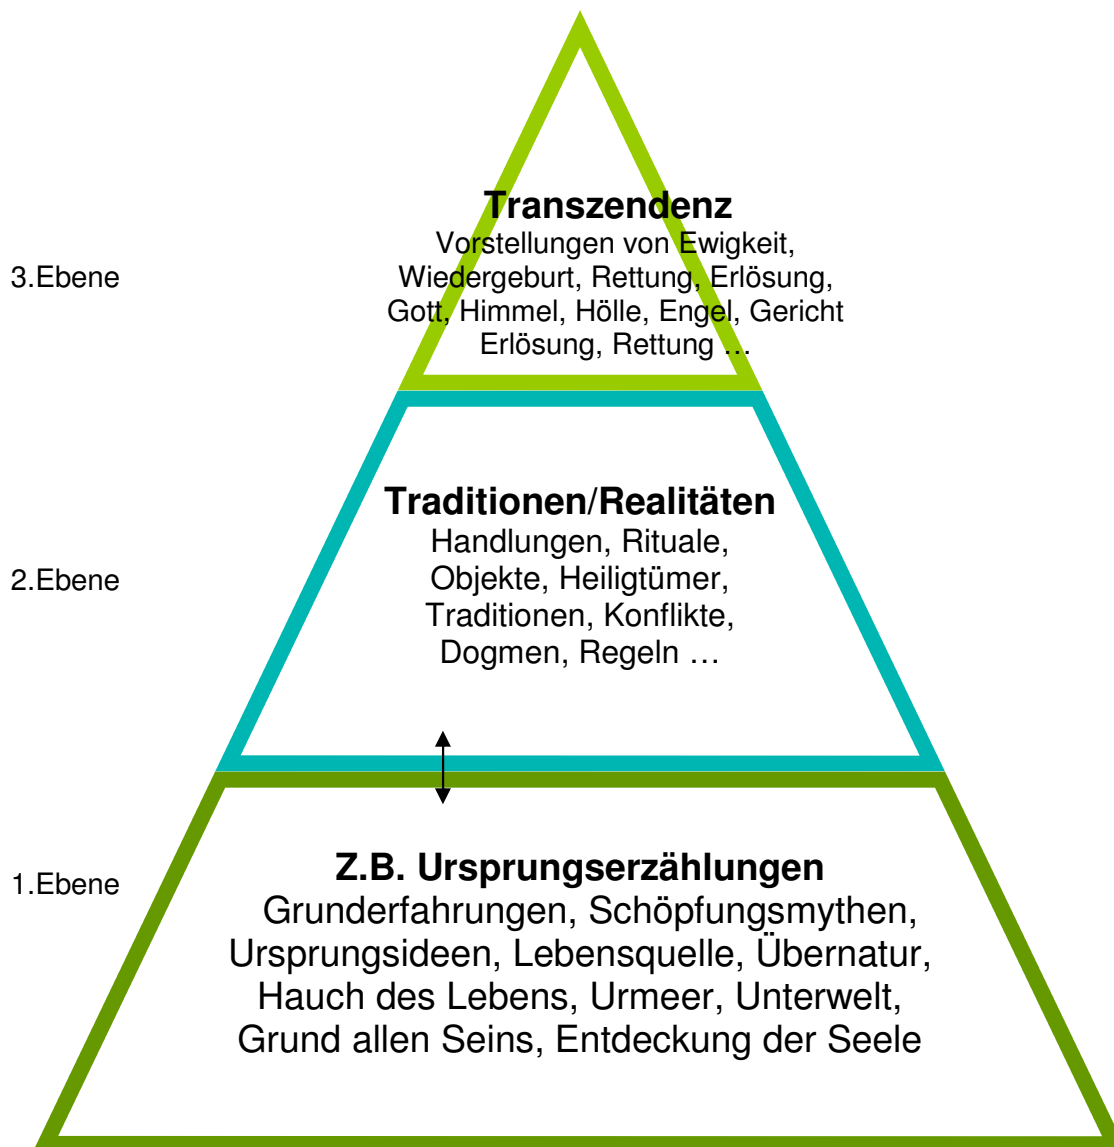 Transzendenz
Vorstellungen von Ewigkeit,
3.Ebene
Wiedergeburt, Rettung, Erlösung,
Gott, Himmel, Hölle, Engel, Gericht
Erlösung, Rettung …
Traditionen/Realitäten
Handlungen, Rituale,
2.Ebene
Objekte, Heiligtümer,
Traditionen, Konflikte,
Dogmen, Regeln …
Z.B. Ursprungserzählungen
1.Ebene
Grunderfahrungen, Schöpfungsmythen,
Ursprungsideen, Lebensquelle, Übernatur,
Hauch des Lebens, Urmeer, Unterwelt,
Grund allen Seins, Entdeckung der Seele